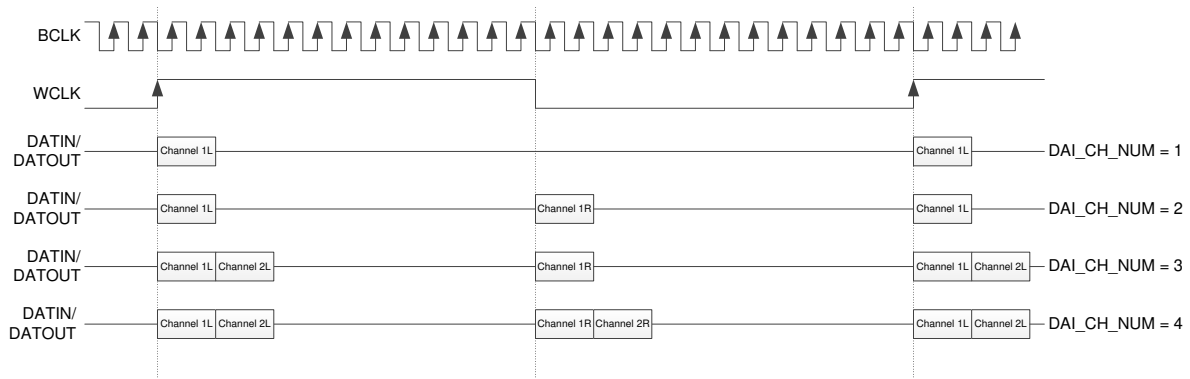 BCLK
WCLK
DATIN/
DATOUT
Channel 1L
Channel 1L
DAI_CH_NUM = 1
DATIN/
DATOUT
Channel 1L
Channel 1R
Channel 1L
DAI_CH_NUM = 2
DATIN/
DATOUT
Channel 1L
Channel 2L
Channel 1R
Channel 1L
Channel 2L
DAI_CH_NUM = 3
DATIN/
DATOUT
Channel 1L
Channel 2L
Channel 1R
Channel 2R
Channel 1L
Channel 2L
DAI_CH_NUM = 4